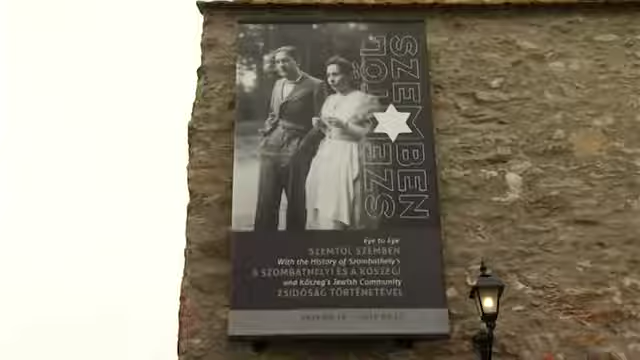 SZEMTŐL
SZEMBEN
Eye to Eye
SZEMTŐL SZEMBEN
With the History of Szombathely's
A SZOMBATHELYI ÉS A KŐSZEGI
and Kőszeg's Jewish Community
ZSIDÓSÁG TÖRTÉNETÉVEL